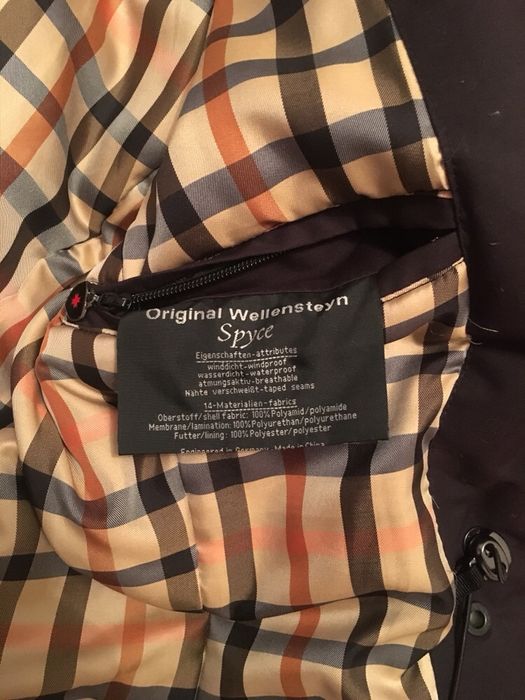 Original Wellensteyn
Spyce
Eigenschaften-attributes
winddicht-windproof
wasserdicht-waterproof
atmungsaktiv-breathable
Nähte verschweißt-taped seams
14-Materialien-fabrics
Oberstoff/shell fabric: 100%Polyamid/polyamide
Membrane/lamination: 100%Polyurethan/polyurethane
Futter/lining: 100%Polyester/polyester
Engineered in Germany. Made in China